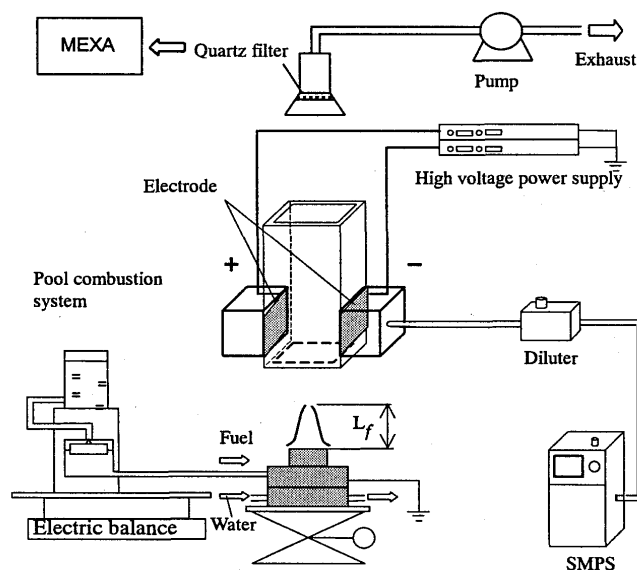 MEXA
Quartz filter
Pump
Exhaust
Electrode
High voltage power supply
+
−
Pool combustion
system
Diluter
Fuel
L_f
Water
Electric balance
SMPS